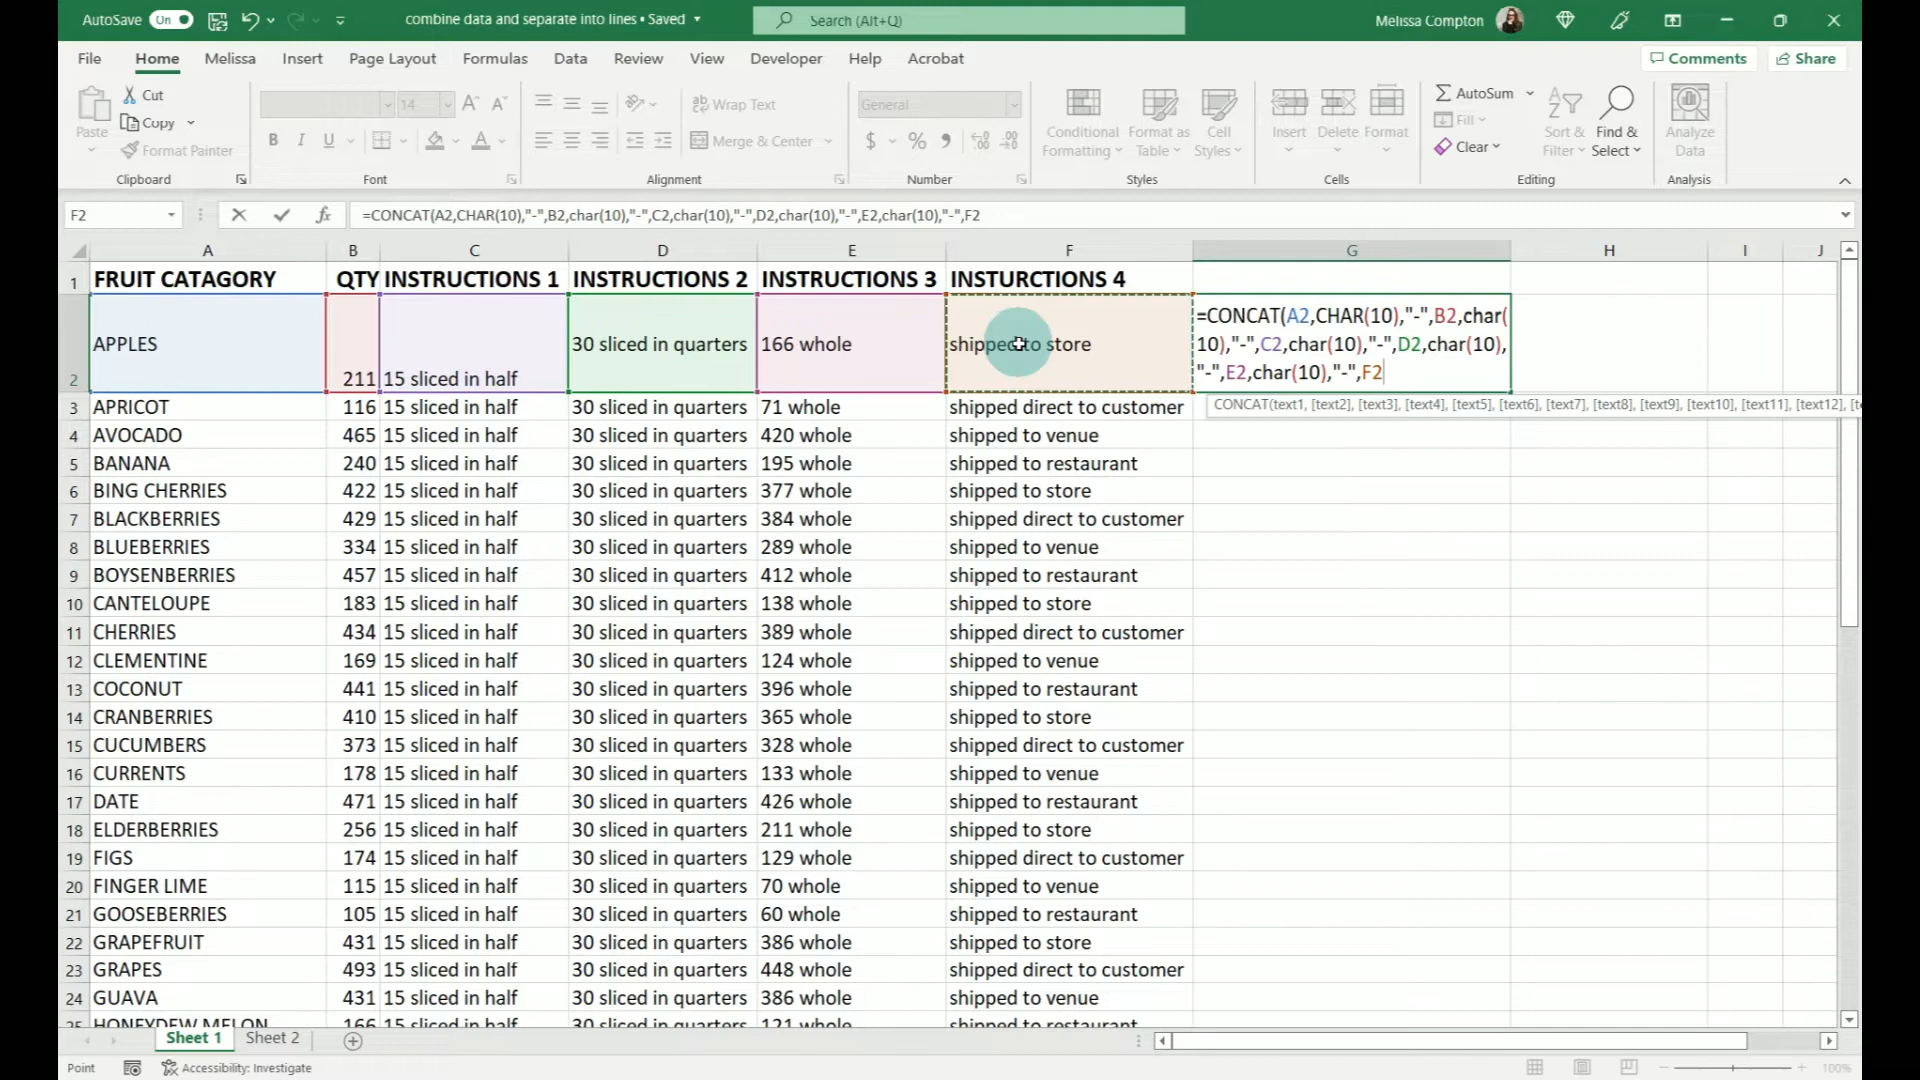 AutoSave On combine data and separate into lines • Saved Search (Alt+Q) Melissa Compton
File Home Melissa Insert Page Layout Formulas Data Review View Developer Help Acrobat Comments Share
Paste Cut Copy Format Painter Clipboard
14 B I U Font
Wrap Text Merge & Center Alignment
General $ % Number
Conditional Formatting Format as Table Cell Styles Styles
Insert Delete Format Cells
AutoSum Fill Clear Sort & Filter Find & Select Editing
Analyze Data Analysis
F2 fx =CONCAT(A2,CHAR(10),"-",B2,char(10),"-",C2,char(10),"-",D2,char(10),"-",E2,char(10),"-",F2
A B C D E F G H I J
1 FRUIT CATAGORY QTY INSTRUCTIONS 1 INSTRUCTIONS 2 INSTRUCTIONS 3 INSTURCTIONS 4
2 APPLES 211 15 sliced in half 30 sliced in quarters 166 whole shipped to store
=CONCAT(A2,CHAR(10),"-",B2,char(
10),"-",C2,char(10),"-",D2,char(10),
"-",E2,char(10),"-",F2
CONCAT(text1, [text2], [text3], [text4], [text5], [text6], [text7], [text8], [text9], [text10], [text11], [text12], [te
3 APRICOT 116 15 sliced in half 30 sliced in quarters 71 whole shipped direct to customer
4 AVOCADO 465 15 sliced in half 30 sliced in quarters 420 whole shipped to venue
5 BANANA 240 15 sliced in half 30 sliced in quarters 195 whole shipped to restaurant
6 BING CHERRIES 422 15 sliced in half 30 sliced in quarters 377 whole shipped to store
7 BLACKBERRIES 429 15 sliced in half 30 sliced in quarters 384 whole shipped direct to customer
8 BLUEBERRIES 334 15 sliced in half 30 sliced in quarters 289 whole shipped to venue
9 BOYSENBERRIES 457 15 sliced in half 30 sliced in quarters 412 whole shipped to restaurant
10 CANTELOUPE 183 15 sliced in half 30 sliced in quarters 138 whole shipped to store
11 CHERRIES 434 15 sliced in half 30 sliced in quarters 389 whole shipped direct to customer
12 CLEMENTINE 169 15 sliced in half 30 sliced in quarters 124 whole shipped to venue
13 COCONUT 441 15 sliced in half 30 sliced in quarters 396 whole shipped to restaurant
14 CRANBERRIES 410 15 sliced in half 30 sliced in quarters 365 whole shipped to store
15 CUCUMBERS 373 15 sliced in half 30 sliced in quarters 328 whole shipped direct to customer
16 CURRENTS 178 15 sliced in half 30 sliced in quarters 133 whole shipped to venue
17 DATE 471 15 sliced in half 30 sliced in quarters 426 whole shipped to restaurant
18 ELDERBERRIES 256 15 sliced in half 30 sliced in quarters 211 whole shipped to store
19 FIGS 174 15 sliced in half 30 sliced in quarters 129 whole shipped direct to customer
20 FINGER LIME 115 15 sliced in half 30 sliced in quarters 70 whole shipped to venue
21 GOOSEBERRIES 105 15 sliced in half 30 sliced in quarters 60 whole shipped to restaurant
22 GRAPEFRUIT 431 15 sliced in half 30 sliced in quarters 386 whole shipped to store
23 GRAPES 493 15 sliced in half 30 sliced in quarters 448 whole shipped direct to customer
24 GUAVA 431 15 sliced in half 30 sliced in quarters 386 whole shipped to venue
25 HONEYDEW MELON 166 15 sliced in half 30 sliced in quarters 121 whole shipped to restaurant
Sheet 1 Sheet 2
Point Accessibility: Investigate 100%